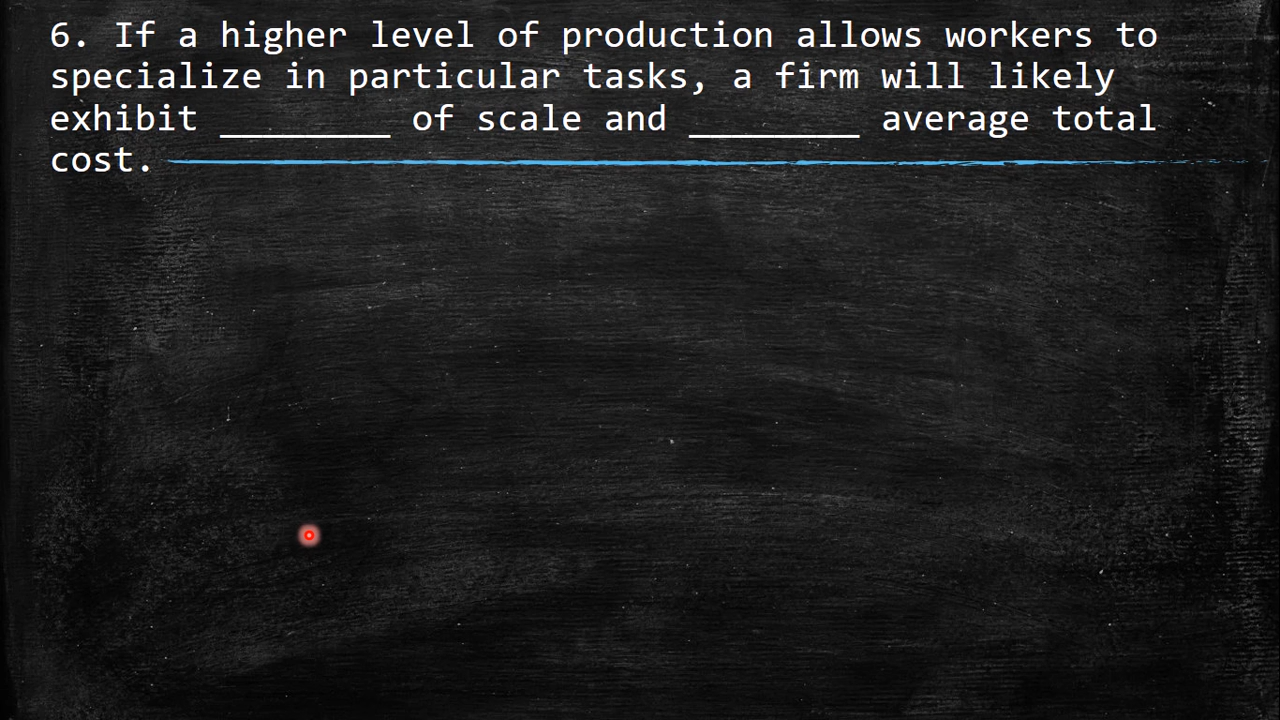 6. If a higher level of production allows workers to
specialize in particular tasks, a firm will likely
exhibit ________ of scale and ________ average total
cost.